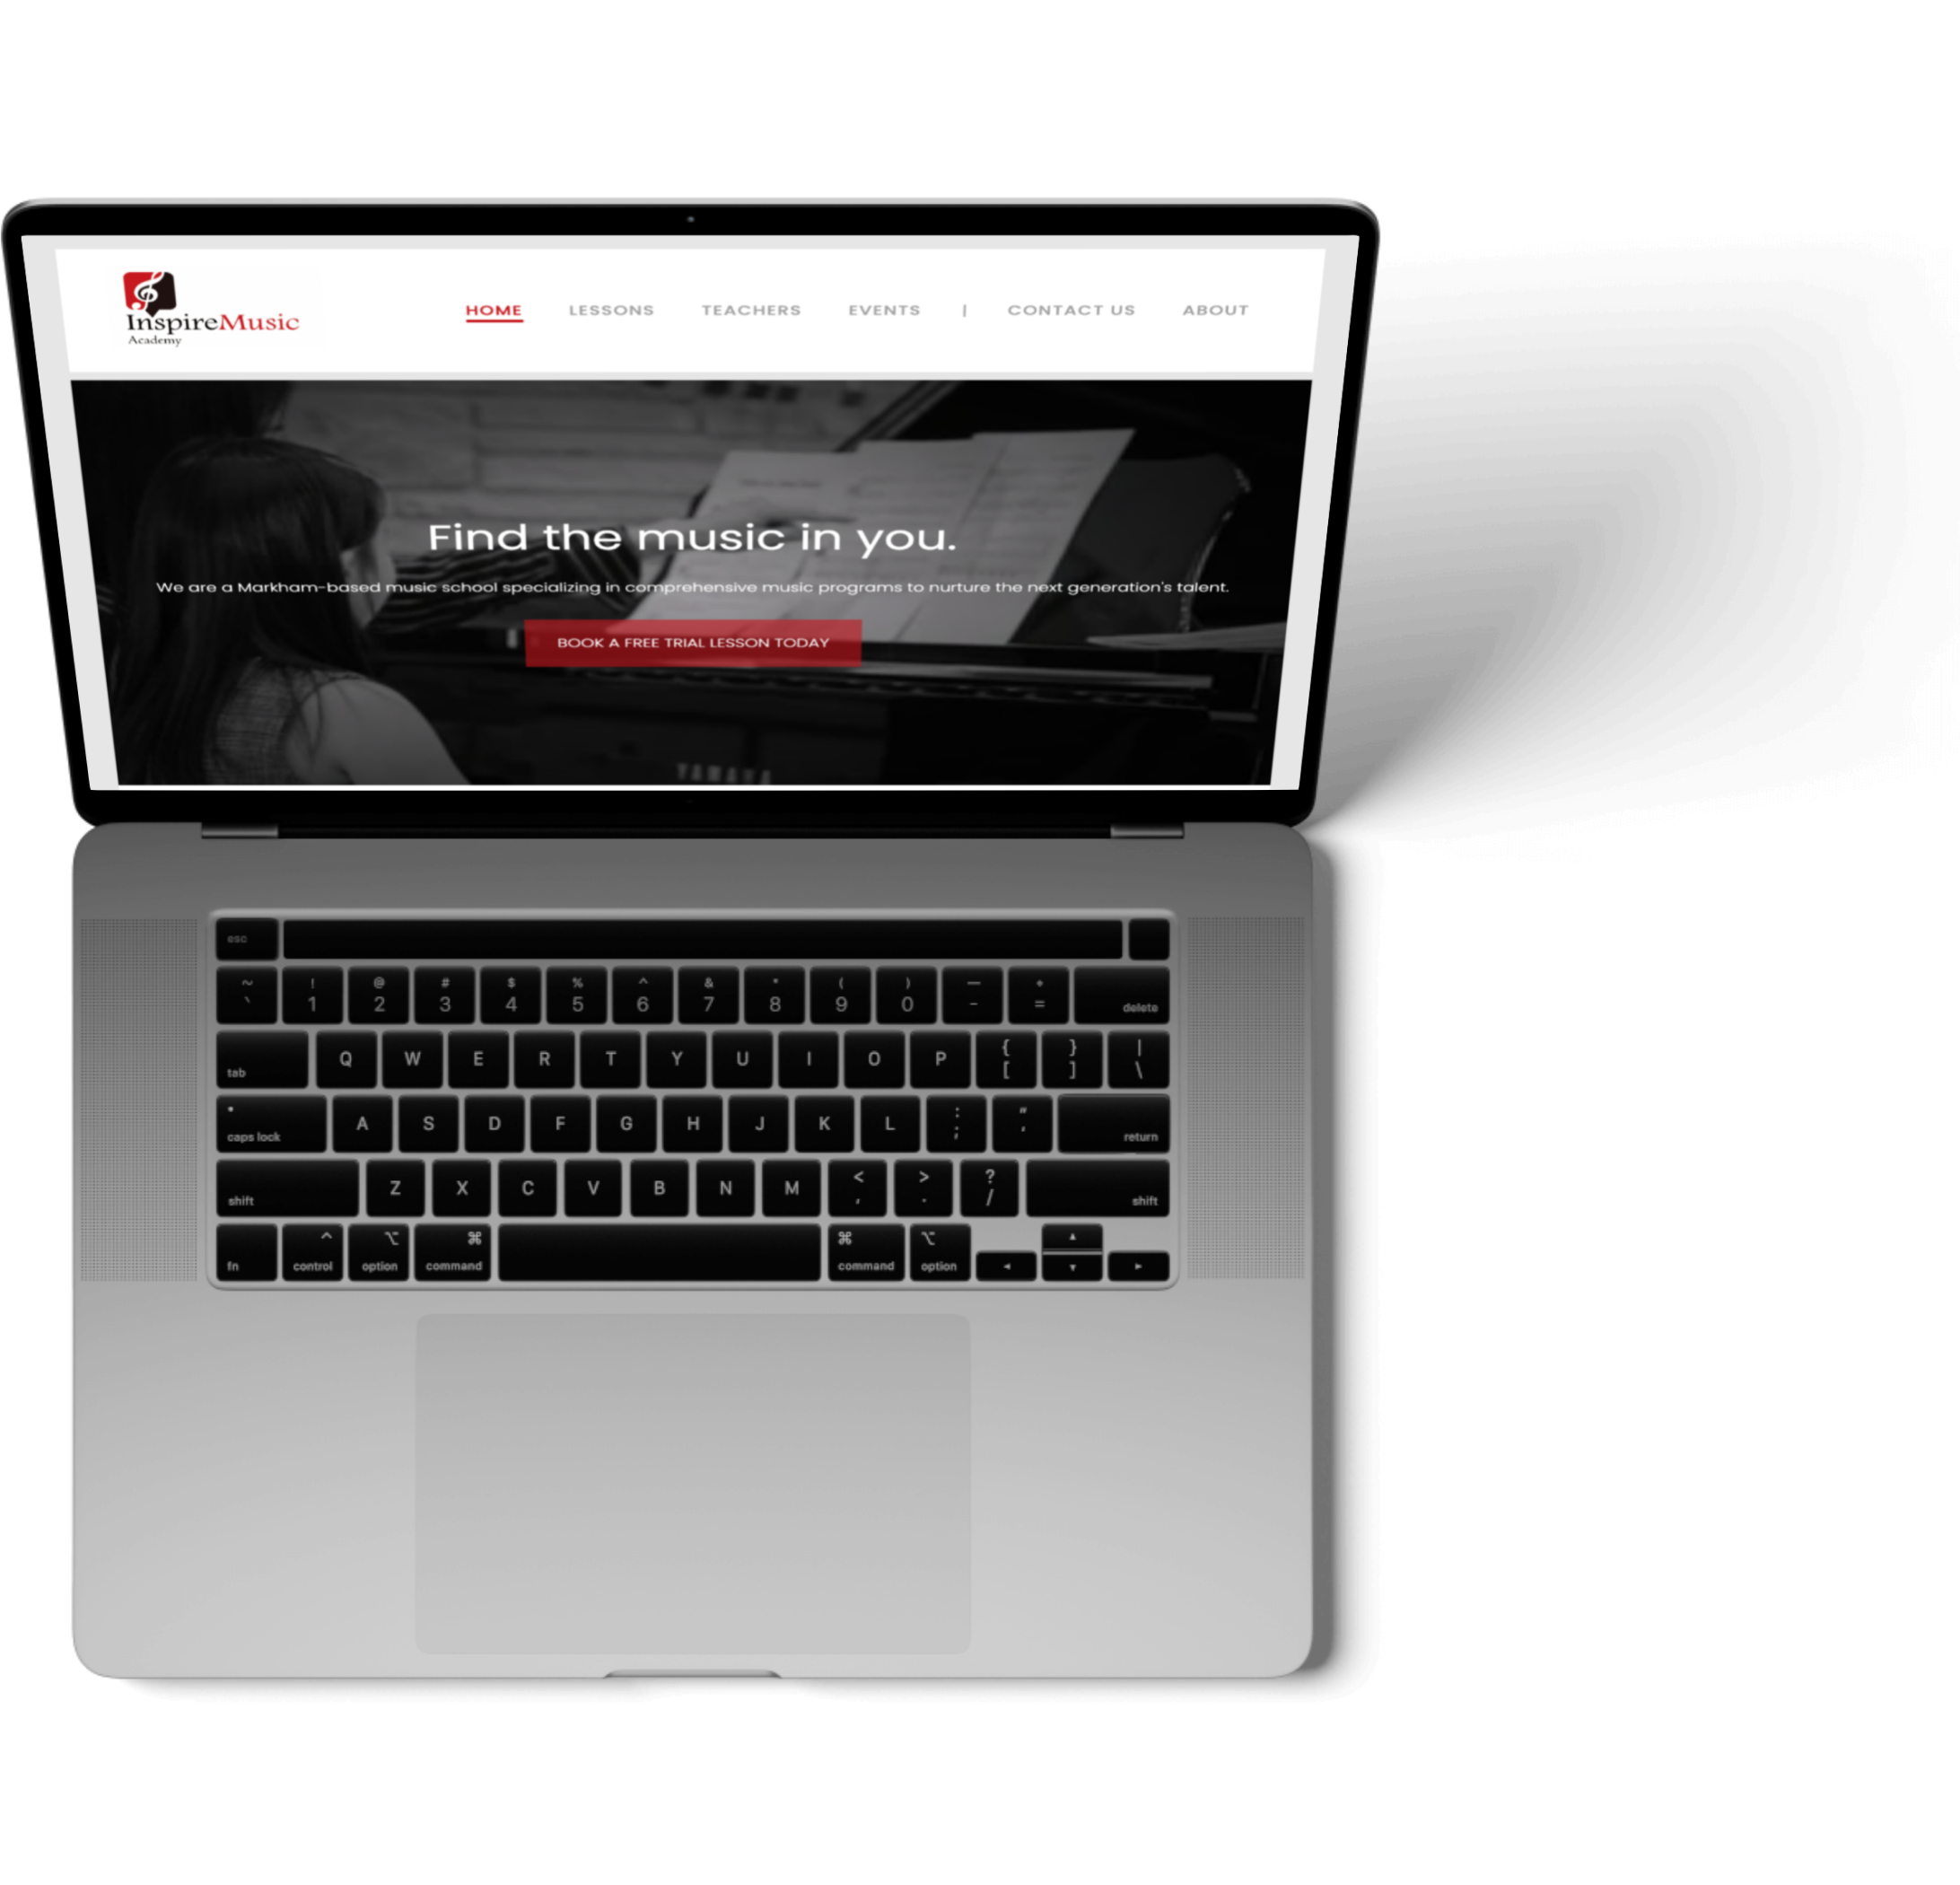 InspireMusic
Academy
HOME LESSONS TEACHERS EVENTS | CONTACT US ABOUT
Find the music in you.
We are a Markham-based music school specializing in comprehensive music programs to nurture the next generation's talent.
BOOK A FREE TRIAL LESSON TODAY
YAMAHA
esc
~ ! @ # $ % ^ & * ( ) — +
` 1 2 3 4 5 6 7 8 9 0 - = delete
tab Q W E R T Y U I O P { [ } ] | \
caps lock A S D F G H J K L : ; " ' return
shift Z X C V B N M < , > . ? / shift
fn control option command command option